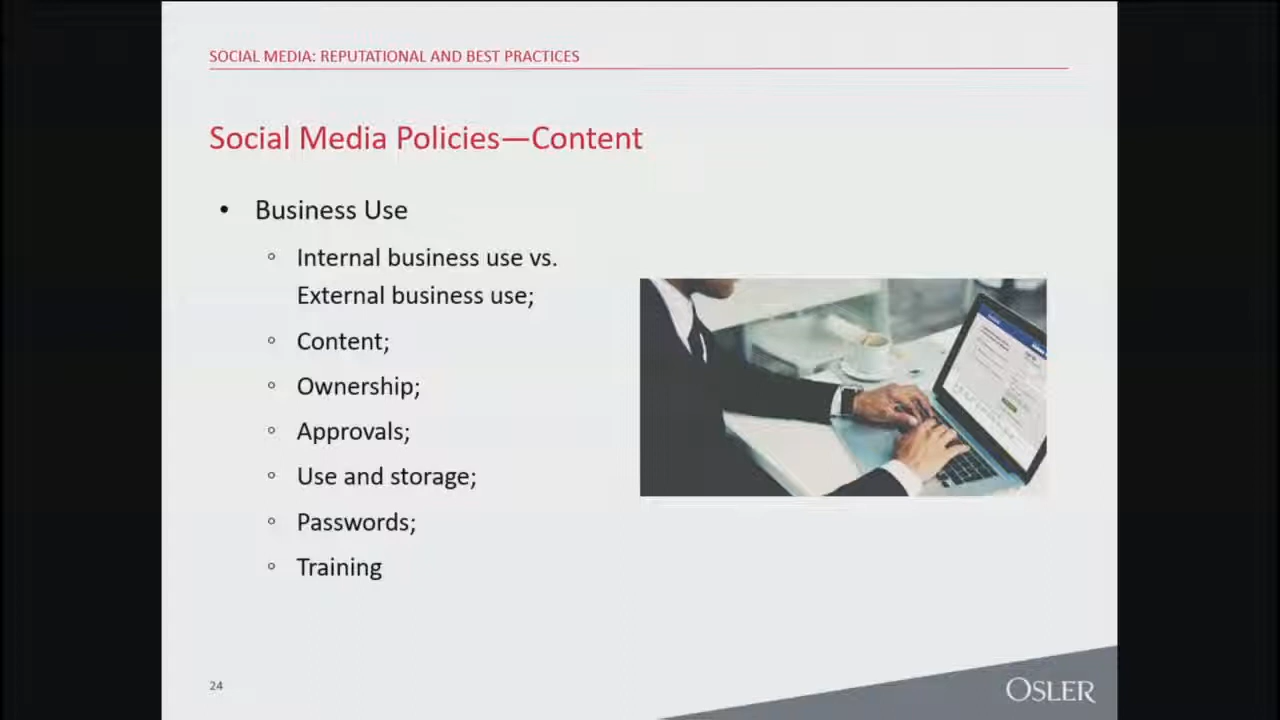 SOCIAL MEDIA: REPUTATIONAL AND BEST PRACTICES
Social Media Policies—Content
• Business Use
◦ Internal business use vs.
External business use;
◦ Content;
◦ Ownership;
◦ Approvals;
◦ Use and storage;
◦ Passwords;
◦ Training
24
OSLER